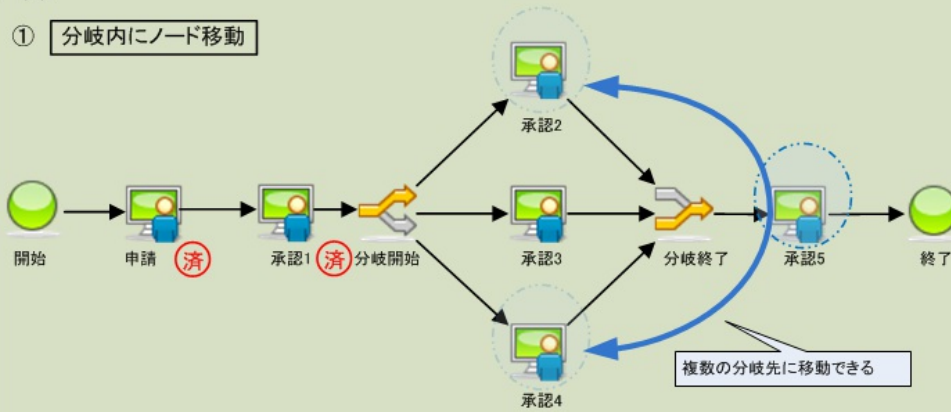 ① 分岐内にノード移動
承認2
開始
申請
済
承認1
済
分岐開始
承認3
分岐終了
承認5
終了
複数の分岐先に移動できる
承認4